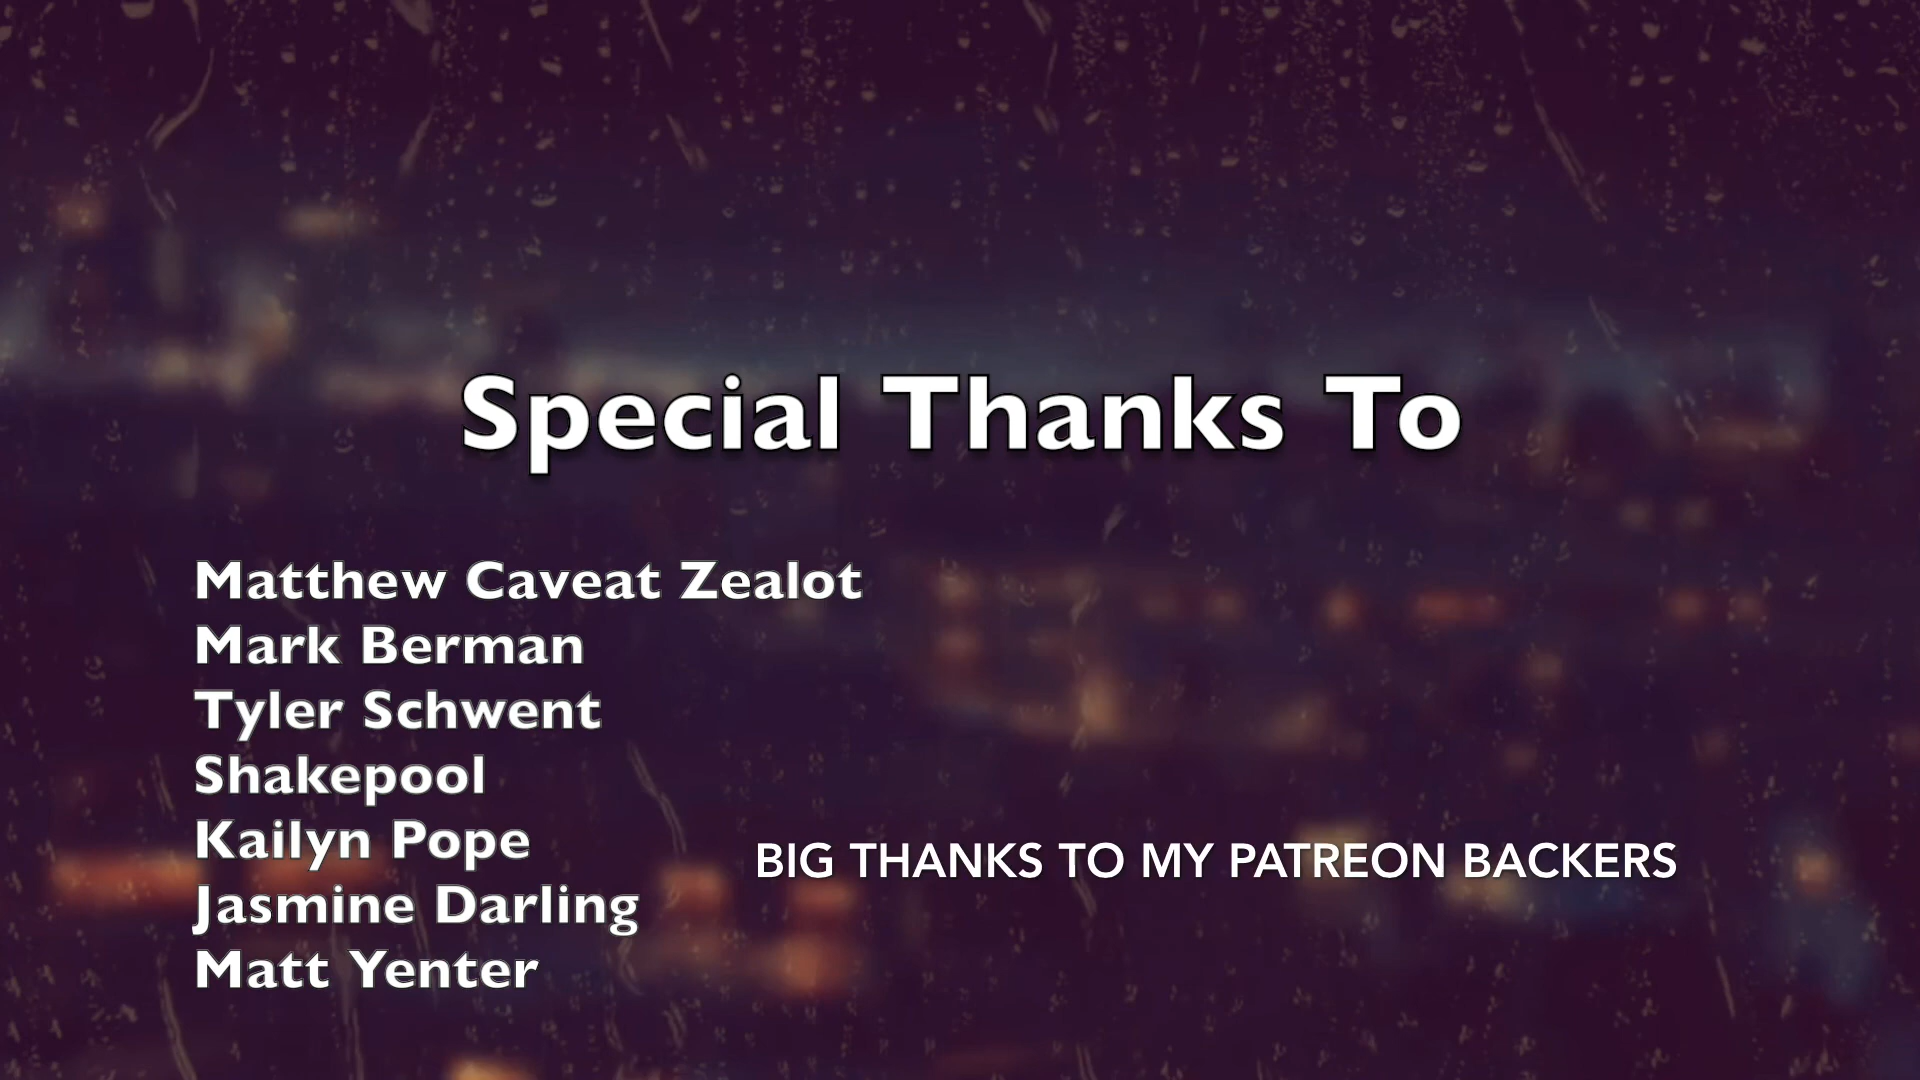 Special Thanks To
Matthew Caveat Zealot
Mark Berman
Tyler Schwent
Shakepool
Kailyn Pope
BIG THANKS TO MY PATREON BACKERS
Jasmine Darling
Matt Yenter